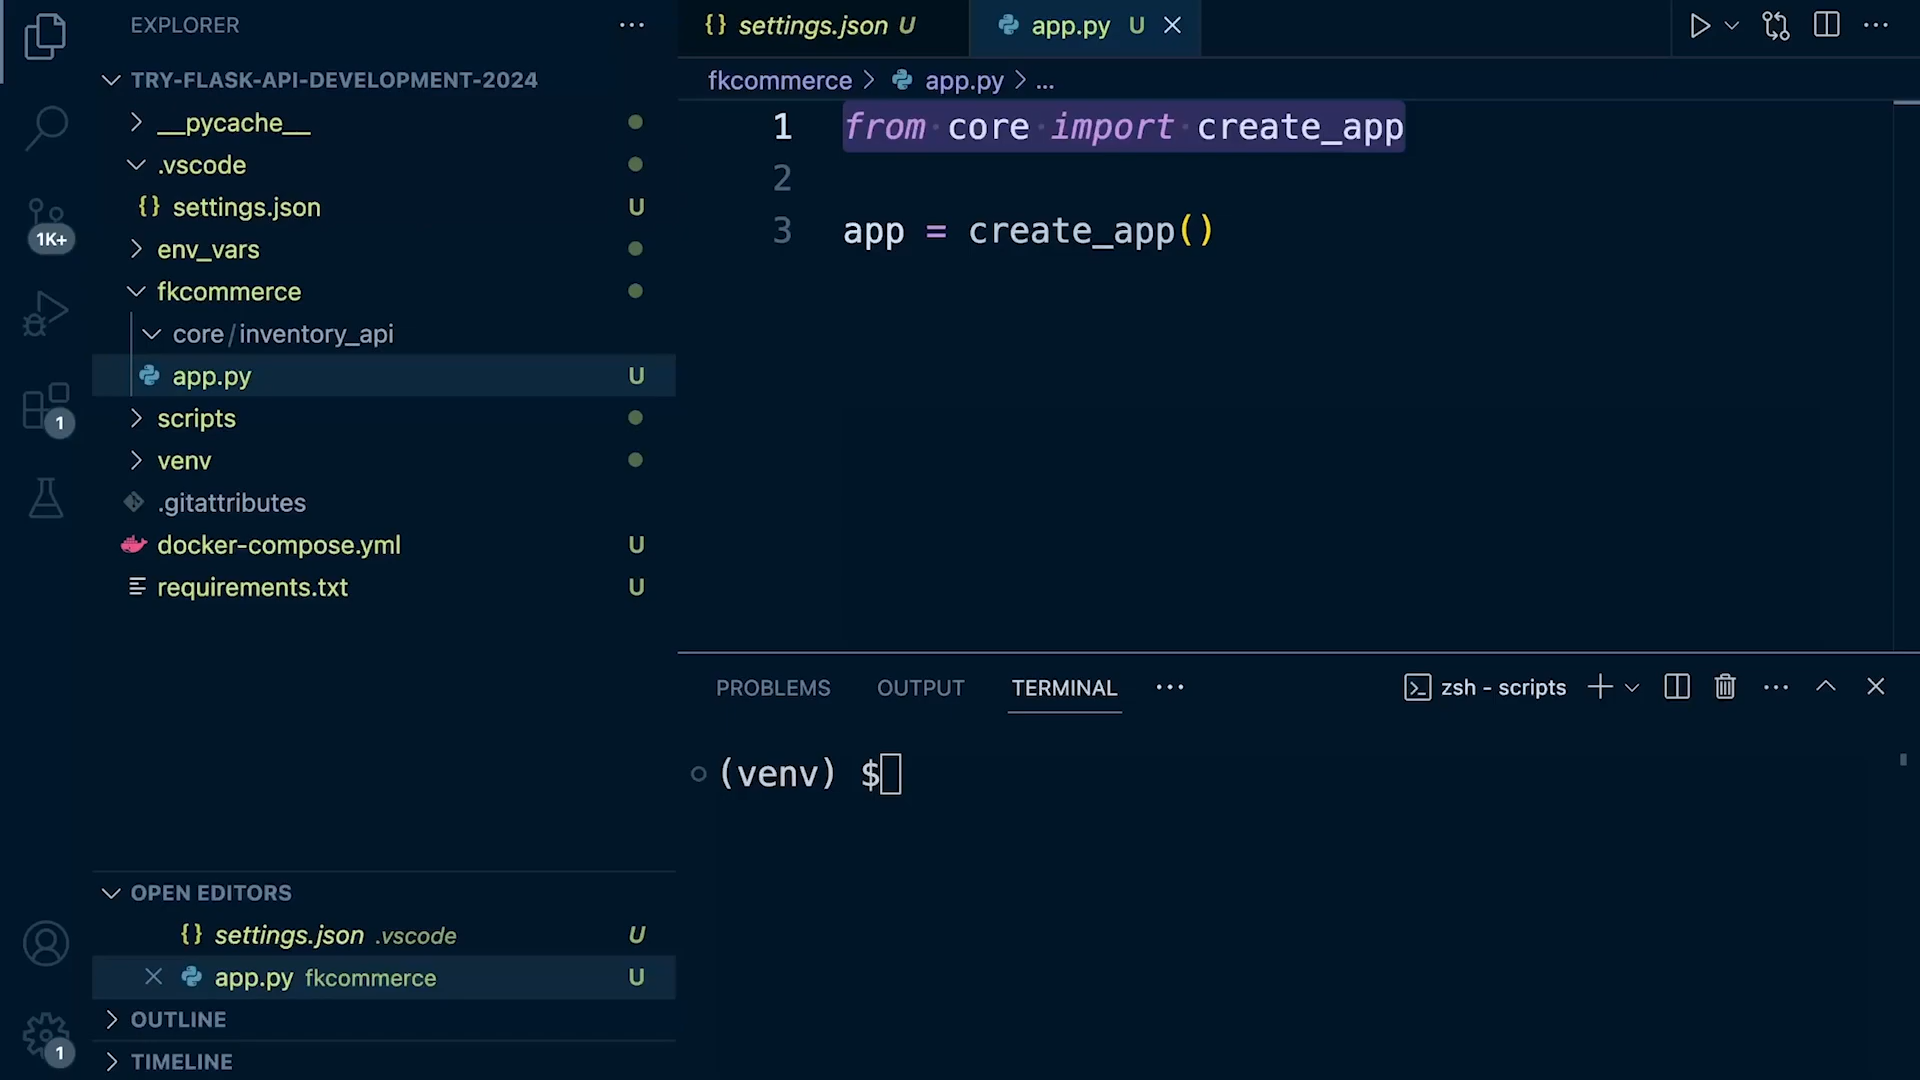 EXPLORER
TRY-FLASK-API-DEVELOPMENT-2024
__pycache__
.vscode
{} settings.json U
env_vars
fkcommerce
core/inventory_api
app.py U
scripts
venv
.gitattributes
docker-compose.yml U
requirements.txt U
1K+
1
OPEN EDITORS
{} settings.json .vscode U
app.py fkcommerce U
OUTLINE
TIMELINE
1
{} settings.json U
app.py U
fkcommerce > app.py > ...
1 from core import create_app
2
3 app = create_app()
PROBLEMS OUTPUT TERMINAL
zsh - scripts
(venv) $